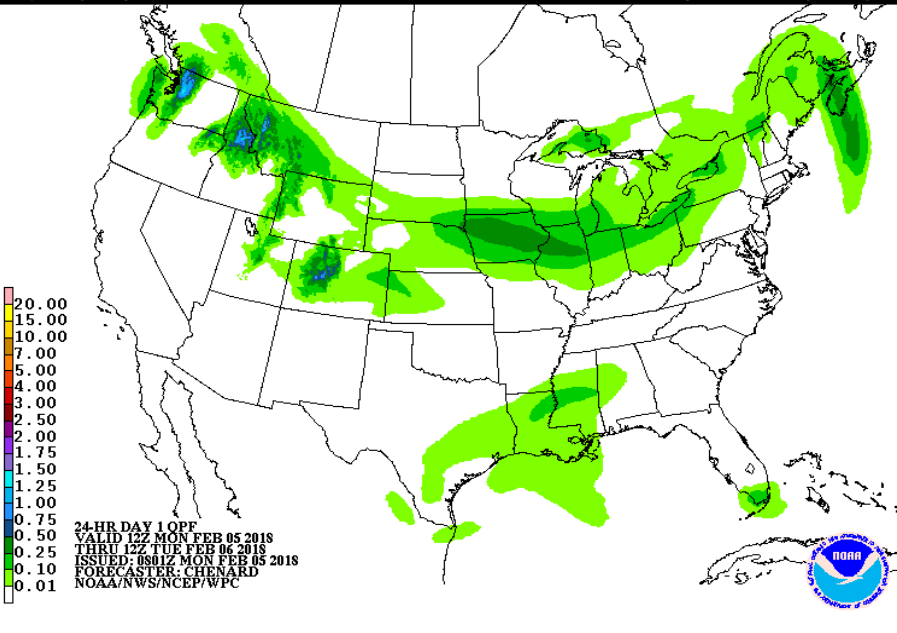 20.00
15.00
10.00
7.00
5.00
4.00
3.00
2.50
2.00
1.75
1.50
1.25
1.00
0.75
0.50
0.25
0.10
0.01
24-HR DAY 1 QPF
VALID 12Z MON FEB 05 2018
THRU 12Z TUE FEB 06 2018
ISSUED: 0801Z MON FEB 05 2018
FORECASTER: CHENARD
NOAA/NWS/NCEP/WPC
NOAA